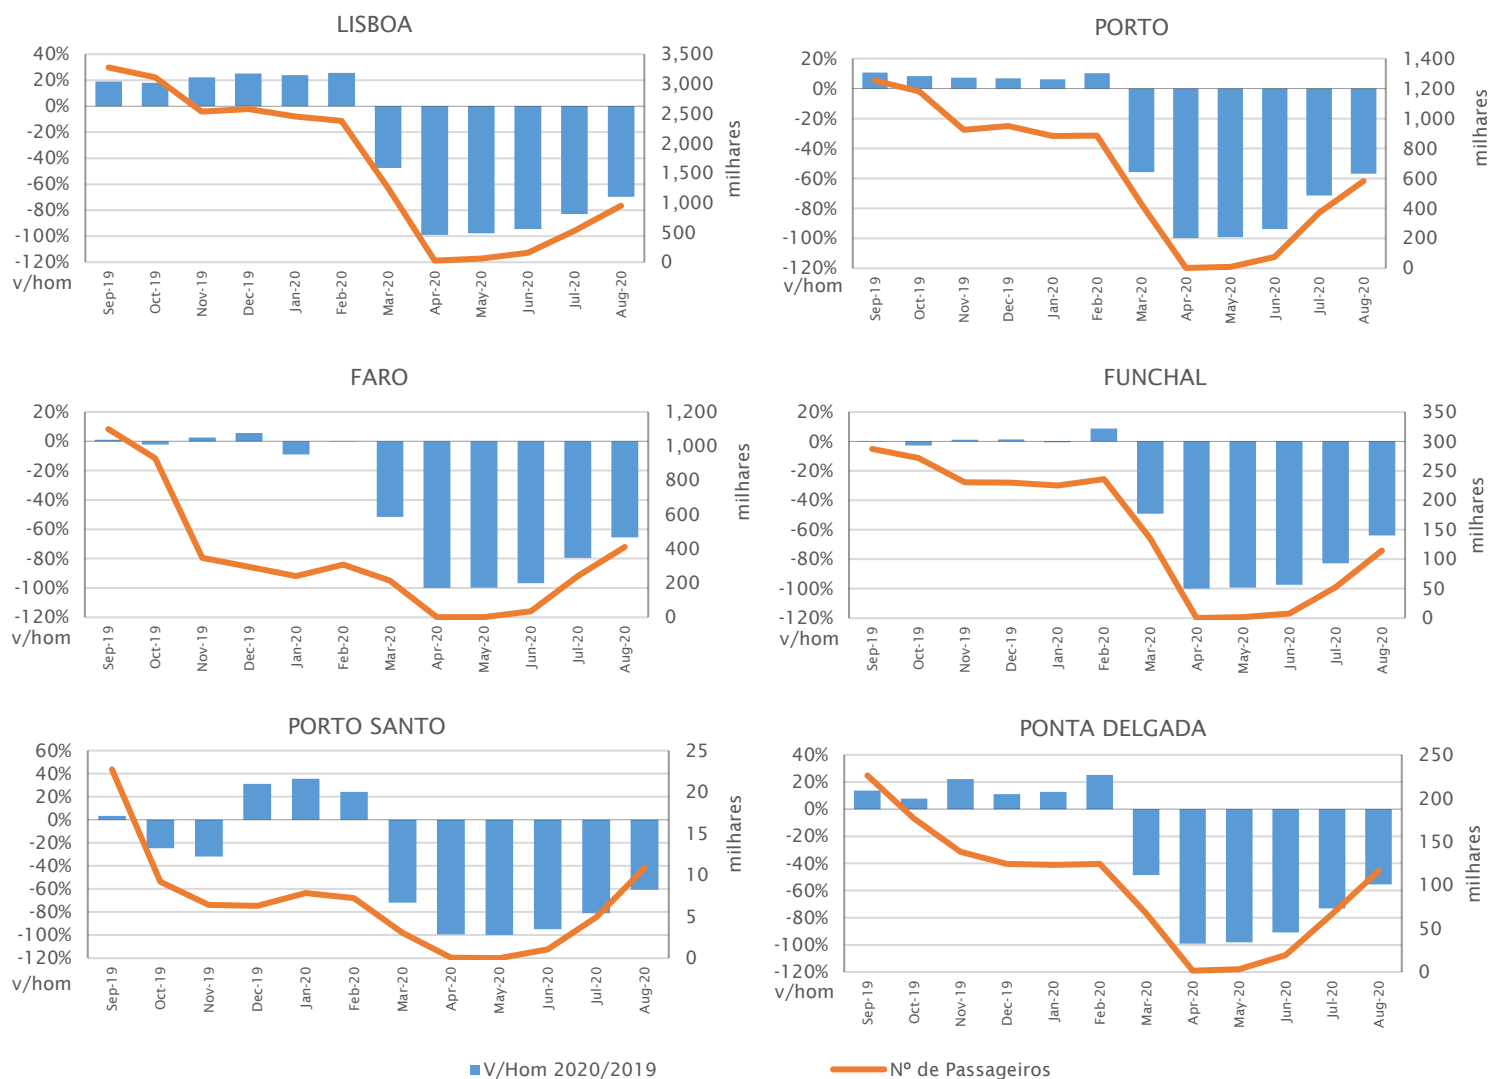 LISBOA
40%
20%
0%
-20%
-40%
-60%
-80%
-100%
-120%
v/hom
3,500
3,000
2,500
2,000
1,500
1,000
500
0
milhares
Sep-19
Oct-19
Nov-19
Dec-19
Jan-20
Feb-20
Mar-20
Apr-20
May-20
Jun-20
Jul-20
Aug-20
PORTO
20%
0%
-20%
-40%
-60%
-80%
-100%
-120%
v/hom
1,400
1,200
1,000
800
600
400
200
0
milhares
Sep-19
Oct-19
Nov-19
Dec-19
Jan-20
Feb-20
Mar-20
Apr-20
May-20
Jun-20
Jul-20
Aug-20
FARO
20%
0%
-20%
-40%
-60%
-80%
-100%
-120%
v/hom
1,200
1,000
800
600
400
200
0
milhares
Sep-19
Oct-19
Nov-19
Dec-19
Jan-20
Feb-20
Mar-20
Apr-20
May-20
Jun-20
Jul-20
Aug-20
FUNCHAL
20%
0%
-20%
-40%
-60%
-80%
-100%
-120%
v/hom
350
300
250
200
150
100
50
0
milhares
Sep-19
Oct-19
Nov-19
Dec-19
Jan-20
Feb-20
Mar-20
Apr-20
May-20
Jun-20
Jul-20
Aug-20
PORTO SANTO
60%
40%
20%
0%
-20%
-40%
-60%
-80%
-100%
-120%
v/hom
25
20
15
10
5
0
milhares
Sep-19
Oct-19
Nov-19
Dec-19
Jan-20
Feb-20
Mar-20
Apr-20
May-20
Jun-20
Jul-20
Aug-20
PONTA DELGADA
40%
20%
0%
-20%
-40%
-60%
-80%
-100%
-120%
v/hom
250
200
150
100
50
0
milhares
Sep-19
Oct-19
Nov-19
Dec-19
Jan-20
Feb-20
Mar-20
Apr-20
May-20
Jun-20
Jul-20
Aug-20
V/Hom 2020/2019
Nº de Passageiros